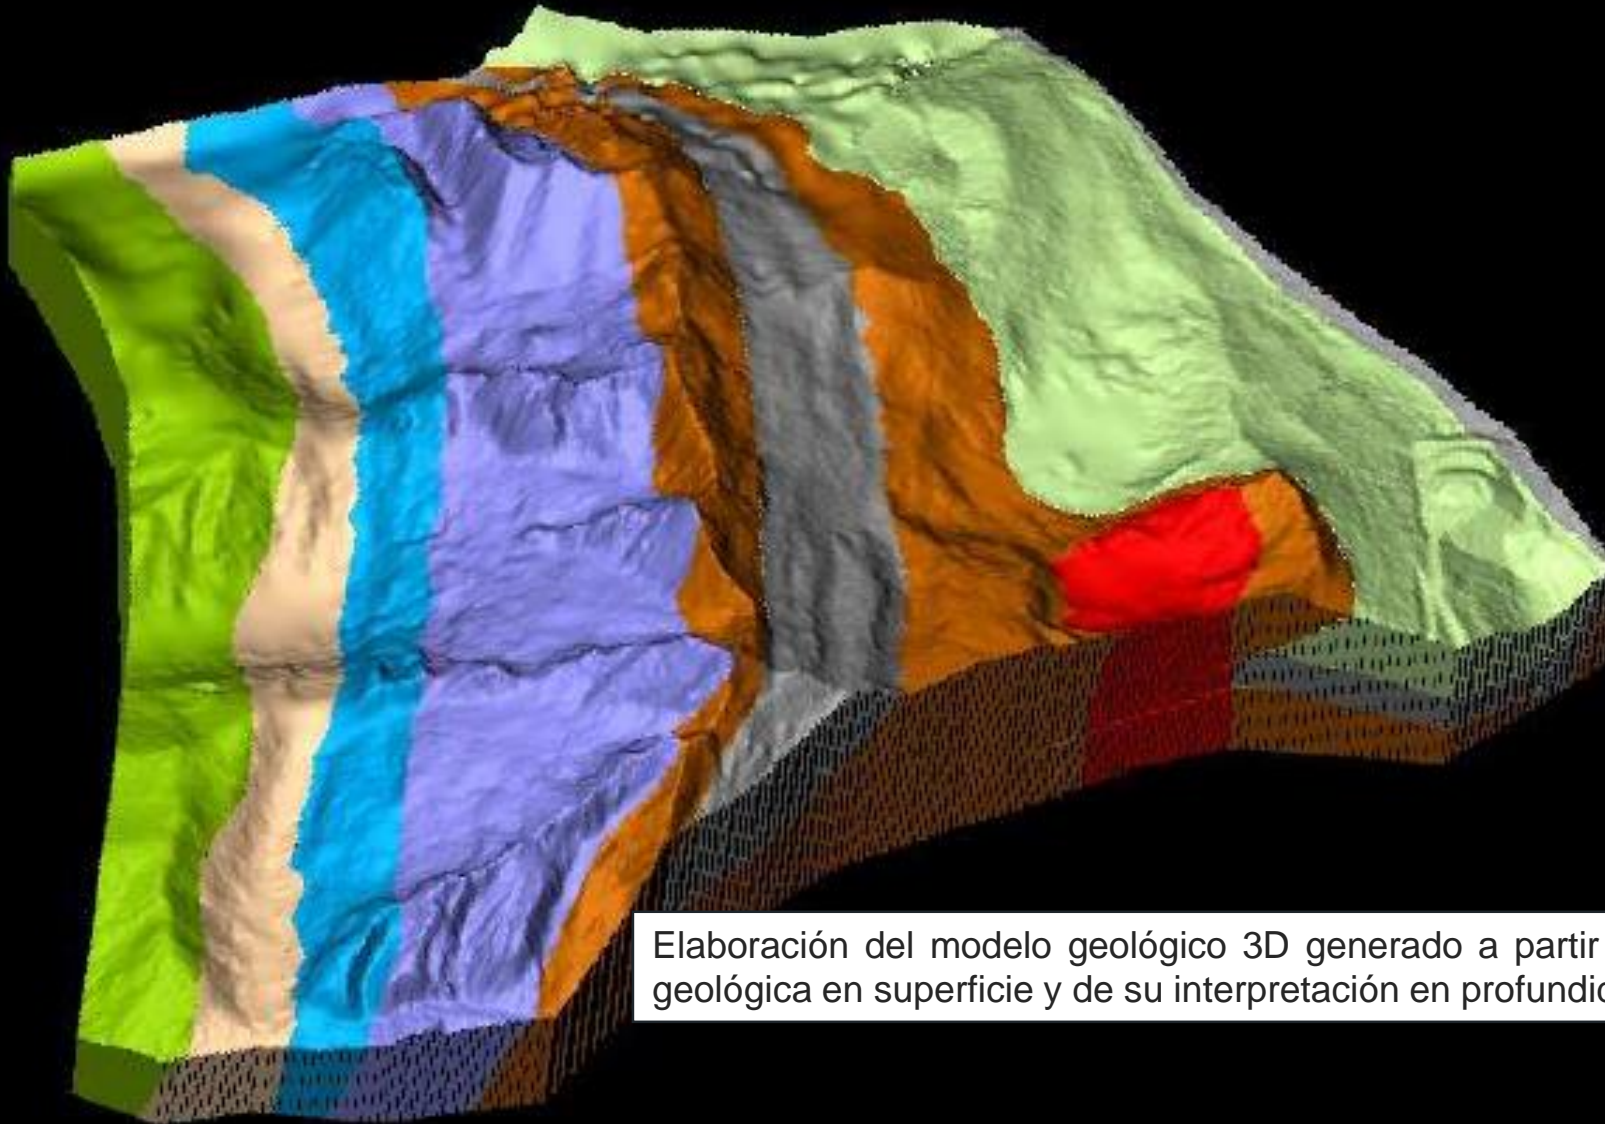 Elaboración del modelo geológico 3D generado a partir
geológica en superficie y de su interpretación en